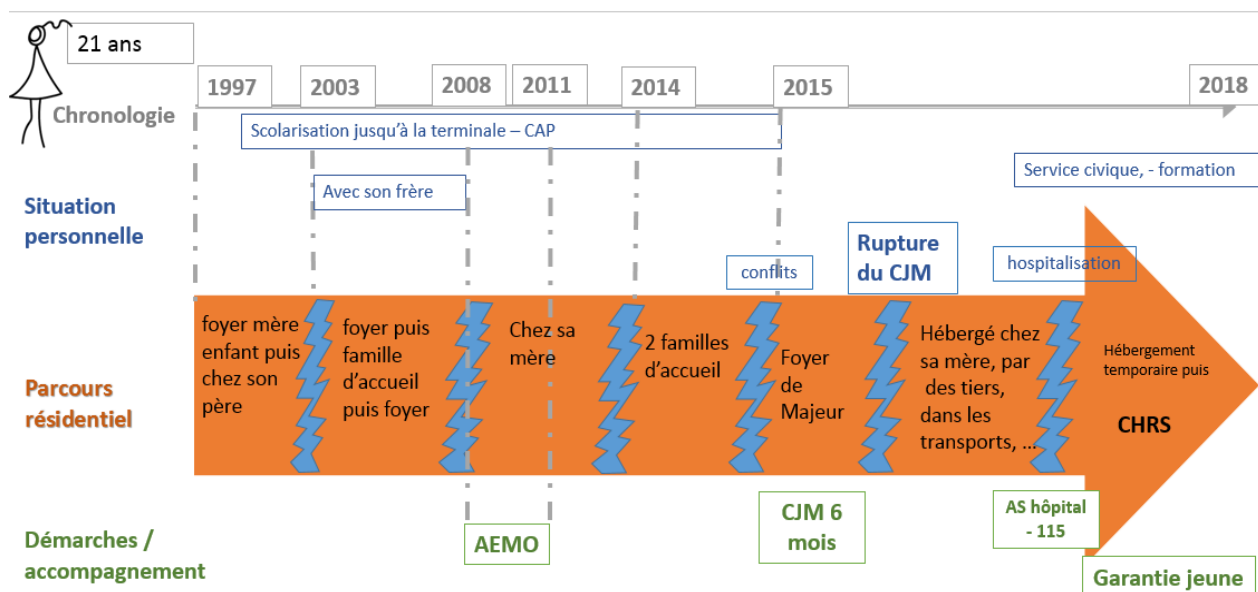 21 ans
1997
2003
2008
2011
2014
2015
2018
Chronologie
Scolarisation jusqu'à la terminale – CAP
Avec son frère
Service civique, - formation
Situation
personnelle
Rupture
du CJM
conflits
hospitalisation
Parcours
résidentiel
foyer mère
enfant puis
chez son
père
foyer puis
famille
d'accueil
puis foyer
Chez sa
mère
2 familles
d'accueil
Foyer
de
Majeur
Hébergé chez
sa mère, par
des tiers,
dans les
transports, ...
Hébergement
temporaire puis
CHRS
Démarches /
accompagnement
AEMO
CJM 6
mois
AS hôpital
- 115
Garantie jeune